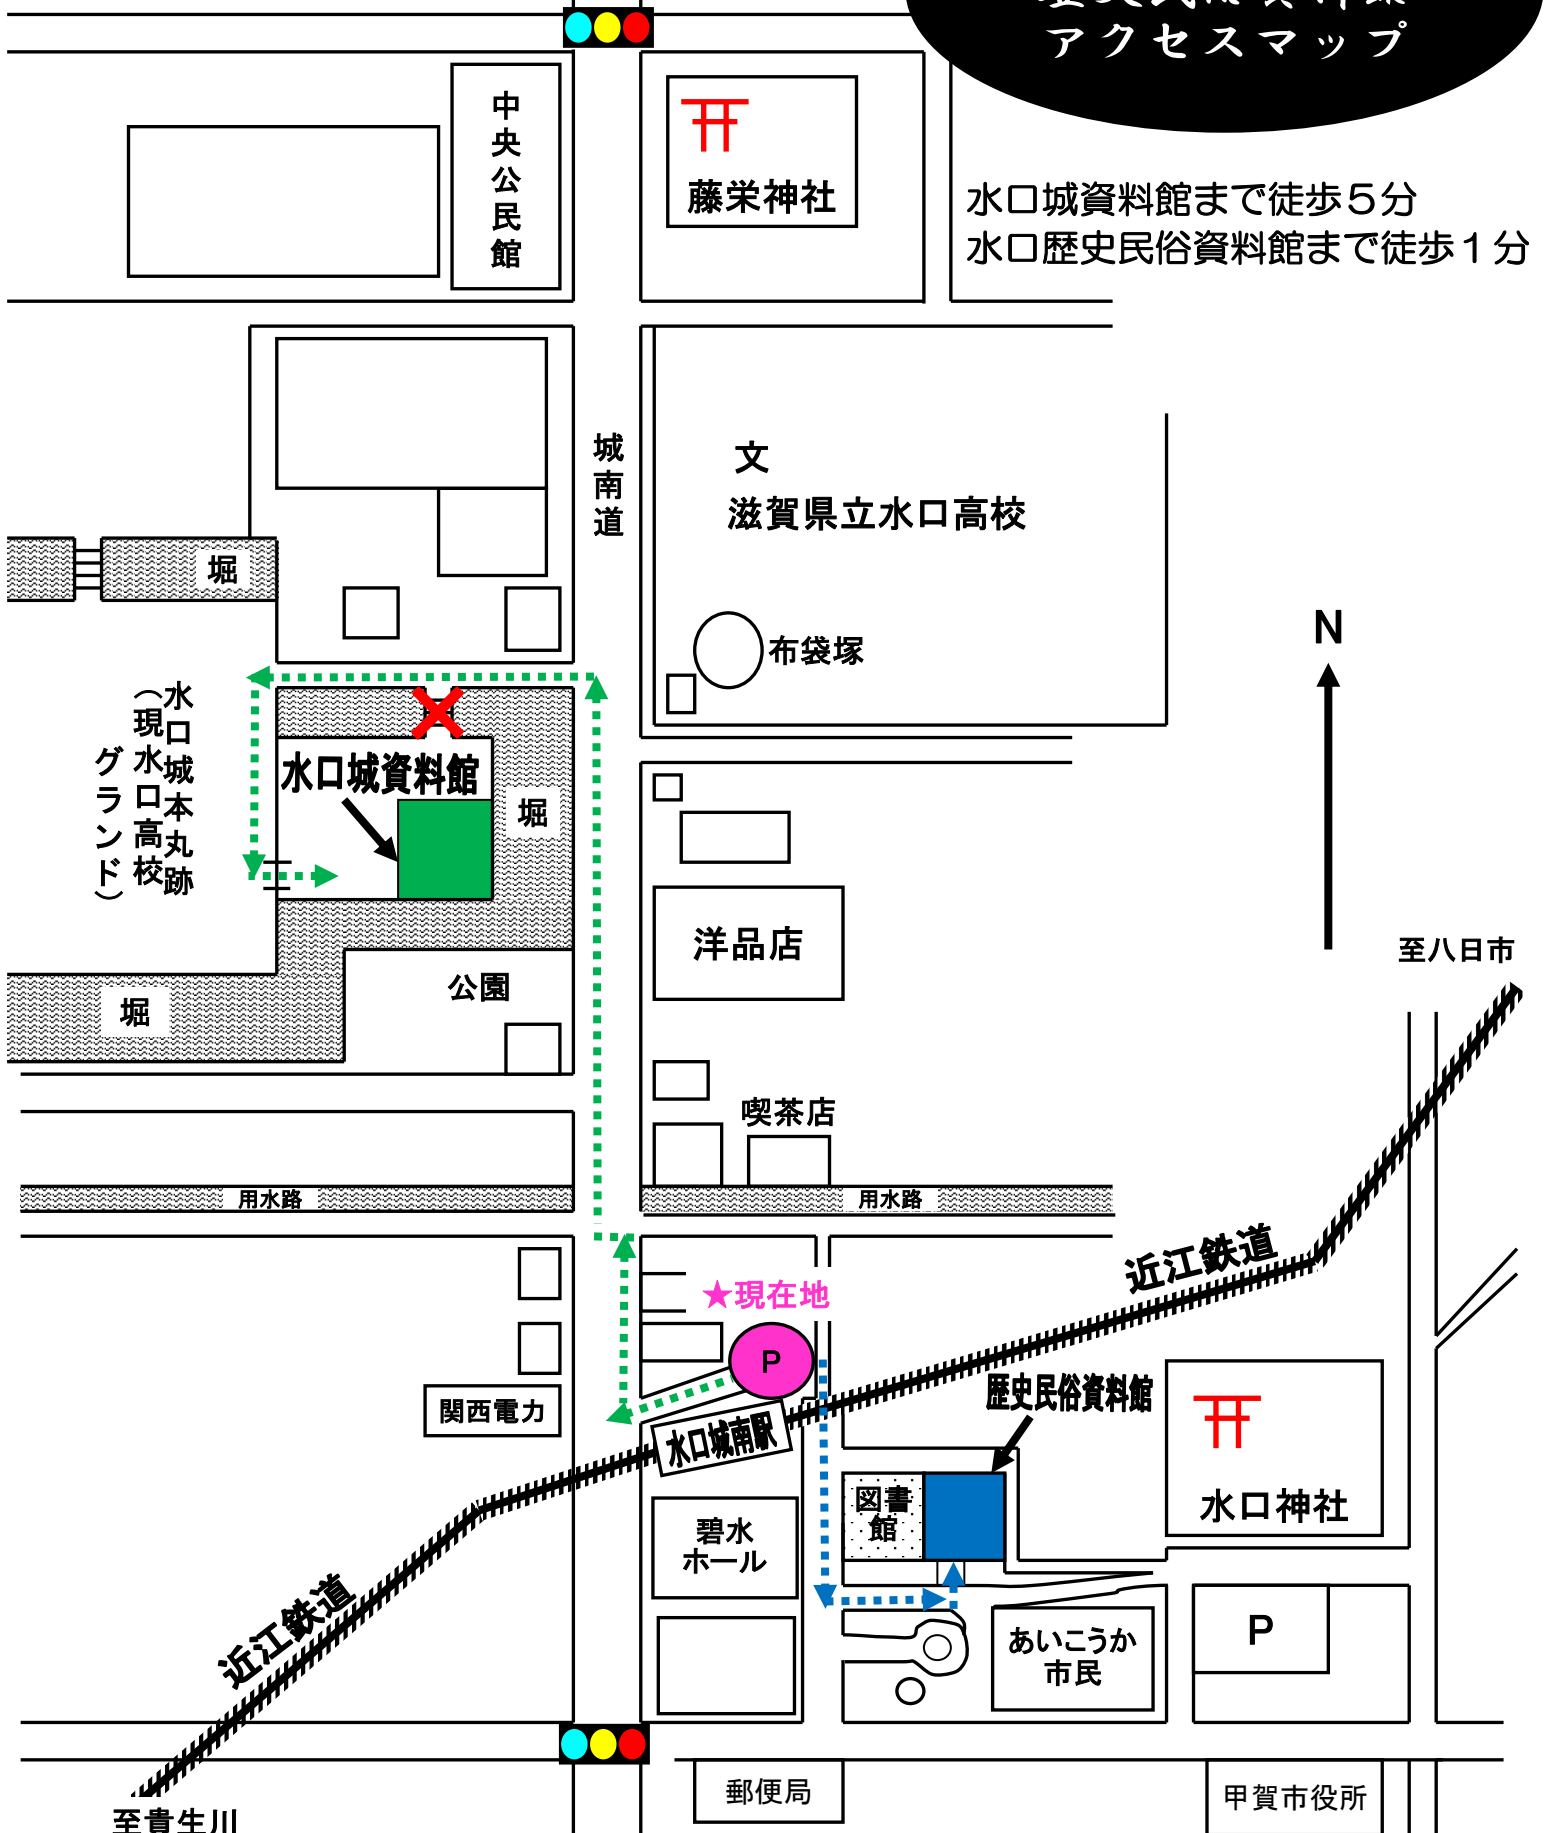 アクセスマップ
水口城資料館まで徒歩５分
水口歴史民俗資料館まで徒歩１分
中央公民館
藤栄神社
城南道
文
滋賀県立水口高校
堀
布袋塚
N
水口城本丸跡
（現水口高校
グランド）
水口城資料館
堀
洋品店
至八日市
公園
堀
喫茶店
用水路
用水路
近江鉄道
★現在地
P
関西電力
水口城南駅
歴史民俗資料館
図書
館
水口神社
碧水
ホール
近江鉄道
あいこうか
市民
P
郵便局
甲賀市役所
至貴生川